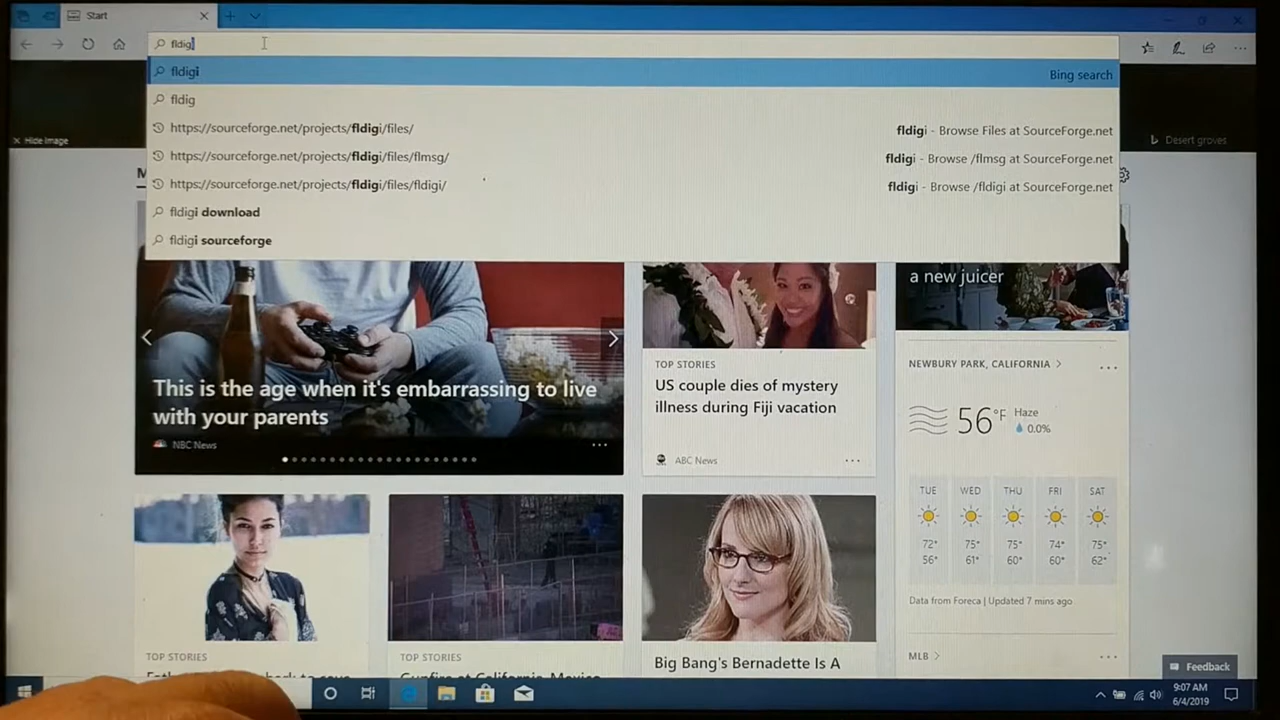 Start
fldigi
fldigi
Bing search
fldig
https://sourceforge.net/projects/fldigi/files/
fldigi - Browse Files at SourceForge.net
https://sourceforge.net/projects/fldigi/files/flmsg/
fldigi - Browse /flmsg at SourceForge.net
https://sourceforge.net/projects/fldigi/files/fldigi/
fldigi - Browse /fldigi at SourceForge.net
fldigi download
fldigi sourceforge
Hide Image
Desert groves
M
This is the age when it's embarrassing to live
with your parents
NBC News
TOP STORIES
US couple dies of mystery
illness during Fiji vacation
ABC News
a new juicer
NEWBURY PARK, CALIFORNIA
56°F
Haze
0.0%
TUE WED THU FRI SAT
72° 75° 75° 74° 75°
56° 61° 60° 60° 62°
Data from Foreca | Updated 7 mins ago
MLB
TOP STORIES
TOP STORIES
Gunfire at California-Mexico
Big Bang's Bernadette Is A
Feedback
9:07 AM
6/4/2019